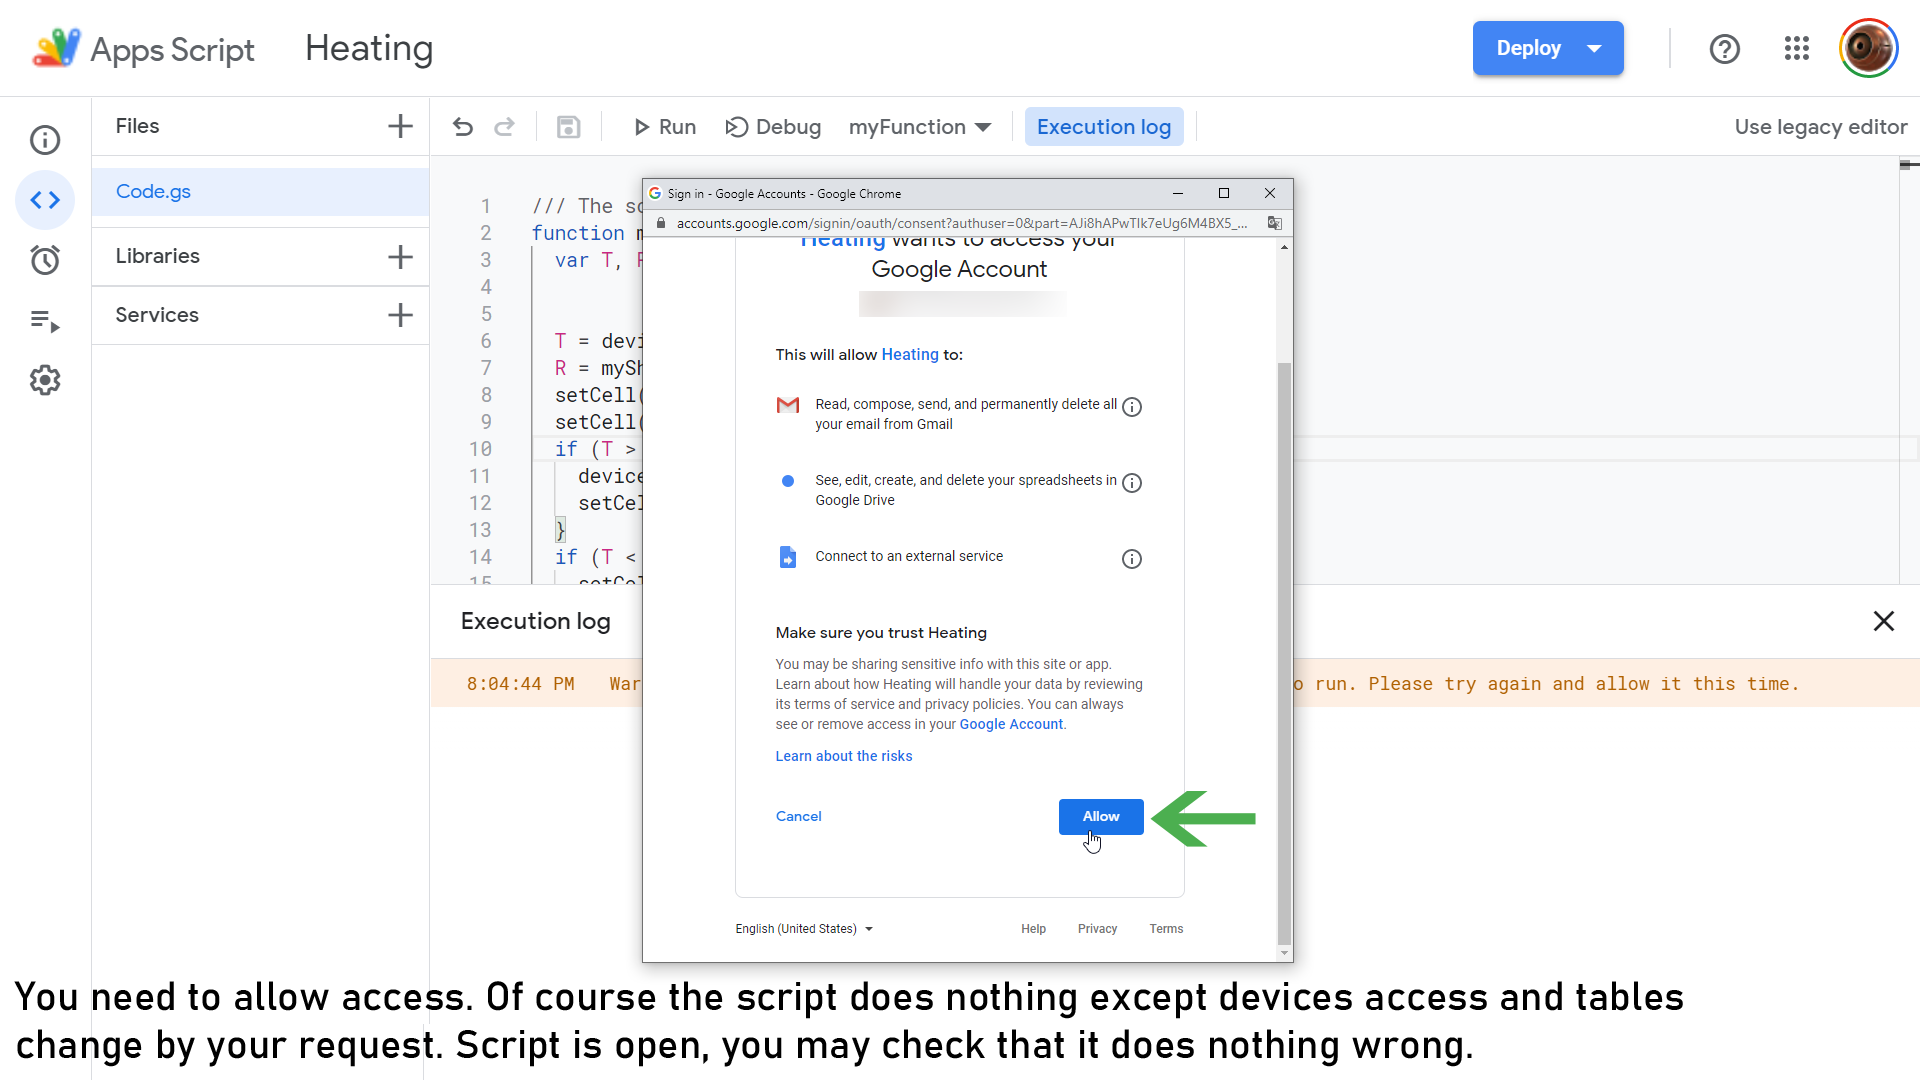 Apps Script
Heating
Deploy
Files
Run
Debug
myFunction
Execution log
Use legacy editor
Code.gs
Libraries
Services
1 /// The
2 function
3 var T,
4
5
6 T =
7 R =
8 setCell(
9 setCell(
10 if (T >
11
12
13 }
14 if (T <
15
Sign in - Google Accounts - Google Chrome
accounts.google.com/signin/oauth/consent?authuser=0&part=AJi8hAPwTlk7eUg6M4BX5_...
Heating wants to access your
Google Account
This will allow Heating to:
Read, compose, send, and permanently delete all
your email from Gmail
See, edit, create, and delete your spreadsheets in
Google Drive
Connect to an external service
Make sure you trust Heating
You may be sharing sensitive info with this site or app.
Learn about how Heating will handle your data by reviewing
its terms of service and privacy policies. You can always
see or remove access in your Google Account.
Learn about the risks
Cancel
Allow
English (United States)
Help
Privacy
Terms
Execution log
8:04:44 PM
run. Please try again and allow it this time.
You need to allow access. Of course the script does nothing except devices access and tables
change by your request. Script is open, you may check that it does nothing wrong.